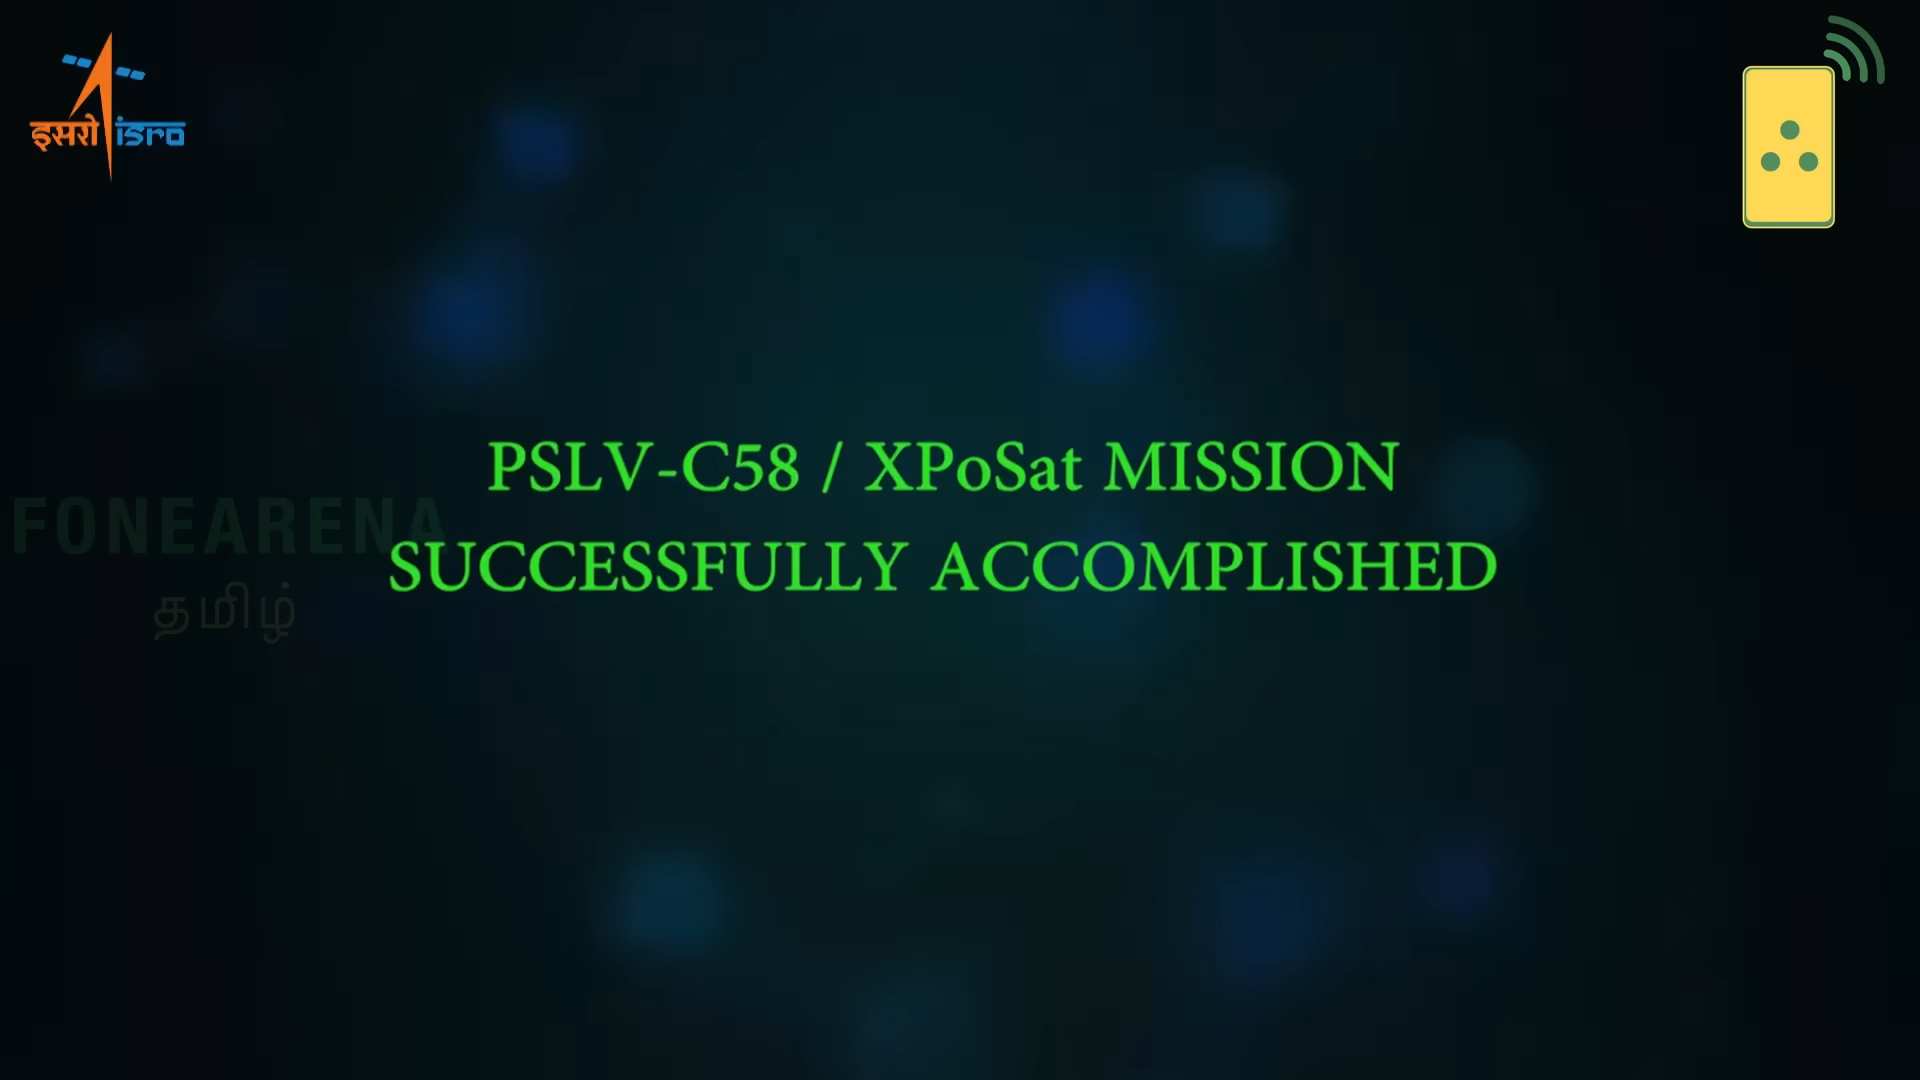 इसरो isro
PSLV-C58 / XPoSat MISSION
SUCCESSFULLY ACCOMPLISHED
FONEARENA
தமிழ்